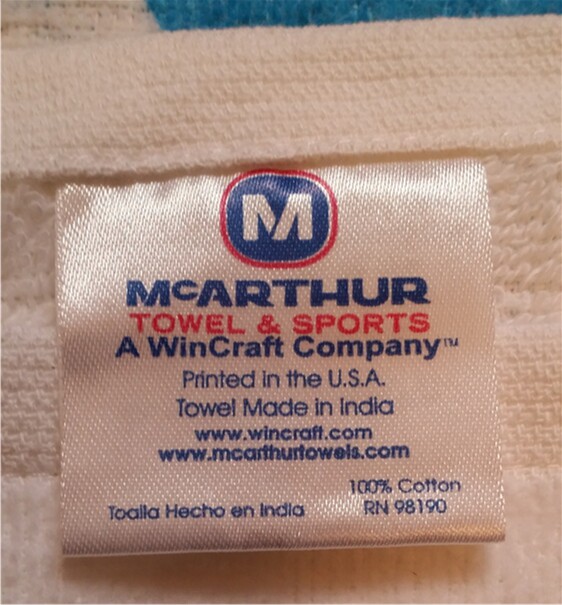 M
McARTHUR
TOWEL & SPORTS
A WinCraft Company™
Printed in the U.S.A.
Towel Made in India
www.wincraft.com
www.mcarthurtowels.com
100% Cotton
Toalla Hecho en India
RN 98190